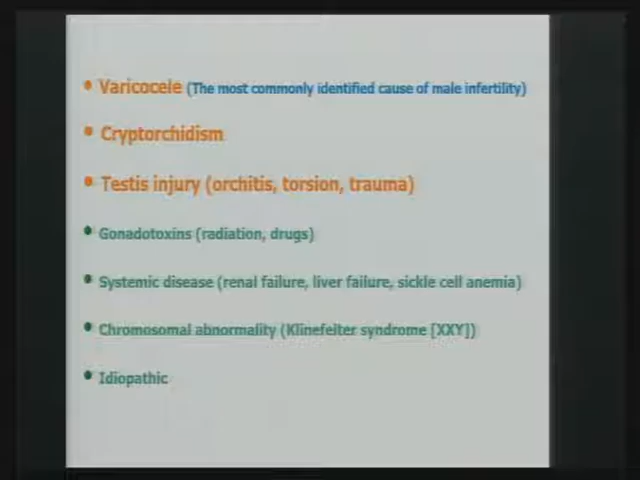 • Varicocele (The most commonly identified cause of male infertility)
• Cryptorchidism
• Testis injury (orchitis, torsion, trauma)
• Gonadotoxins (radiation, drugs)
• Systemic disease (renal failure, liver failure, sickle cell anemia)
• Chromosomal abnormality (Klinefelter syndrome [XXY])
• Idiopathic